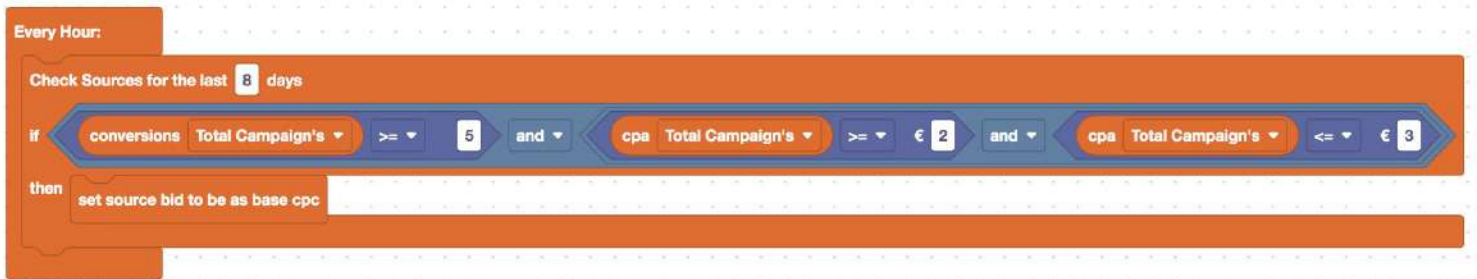 Every Hour:
Check Sources for the last 8 days
if conversions Total Campaign's >= 5 and cpa Total Campaign's >= € 2 and cpa Total Campaign's <= € 3
then set source bid to be as base cpc